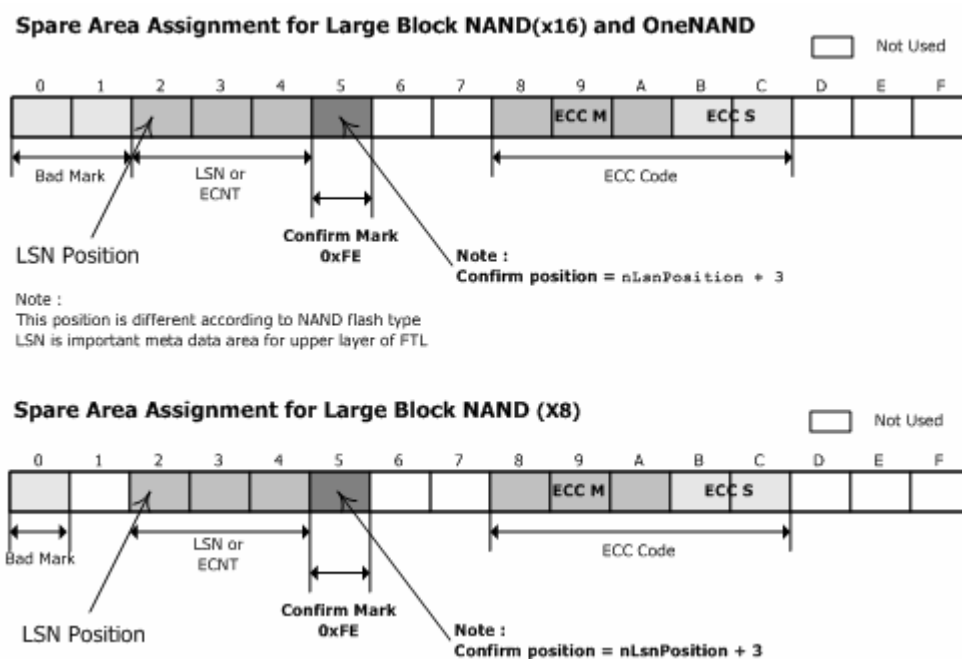 Spare Area Assignment for Large Block NAND(x16) and OneNAND
Not Used
0 1 2 3 4 5 6 7 8 9 A B C D E F
ECC M ECC S
Bad Mark
LSN or
ECNT
ECC Code
Confirm Mark
0xFE
LSN Position
Note :
Confirm position = nLsnPosition + 3
Note :
This position is different according to NAND flash type
LSN is important meta data area for upper layer of FTL
Spare Area Assignment for Large Block NAND (X8)
Not Used
0 1 2 3 4 5 6 7 8 9 A B C D E F
ECC M ECC S
Bad Mark
LSN or
ECNT
ECC Code
Confirm Mark
0xFE
LSN Position
Note :
Confirm position = nLsnPosition + 3